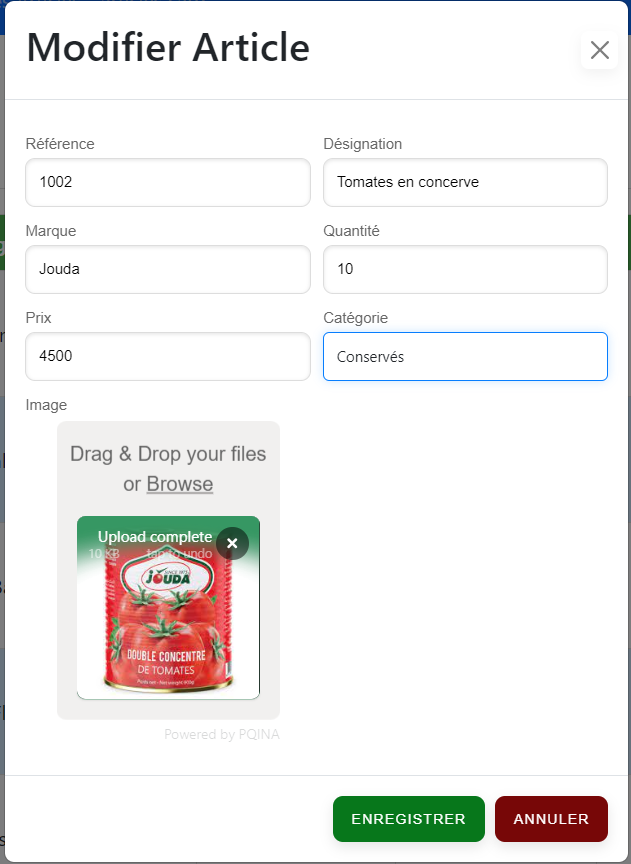 Modifier Article
Référence
Désignation
1002
Tomates en concerve
Marque
Quantité
Jouda
10
Prix
Catégorie
4500
Conservés
Image
Drag & Drop your files
or Browse
Upload complete
10 KB tap to undo
SINCE 1975
JOUDA
DOUBLE CONCENTRE
DE TOMATES
Powered by PQINA
ENREGISTRER
ANNULER